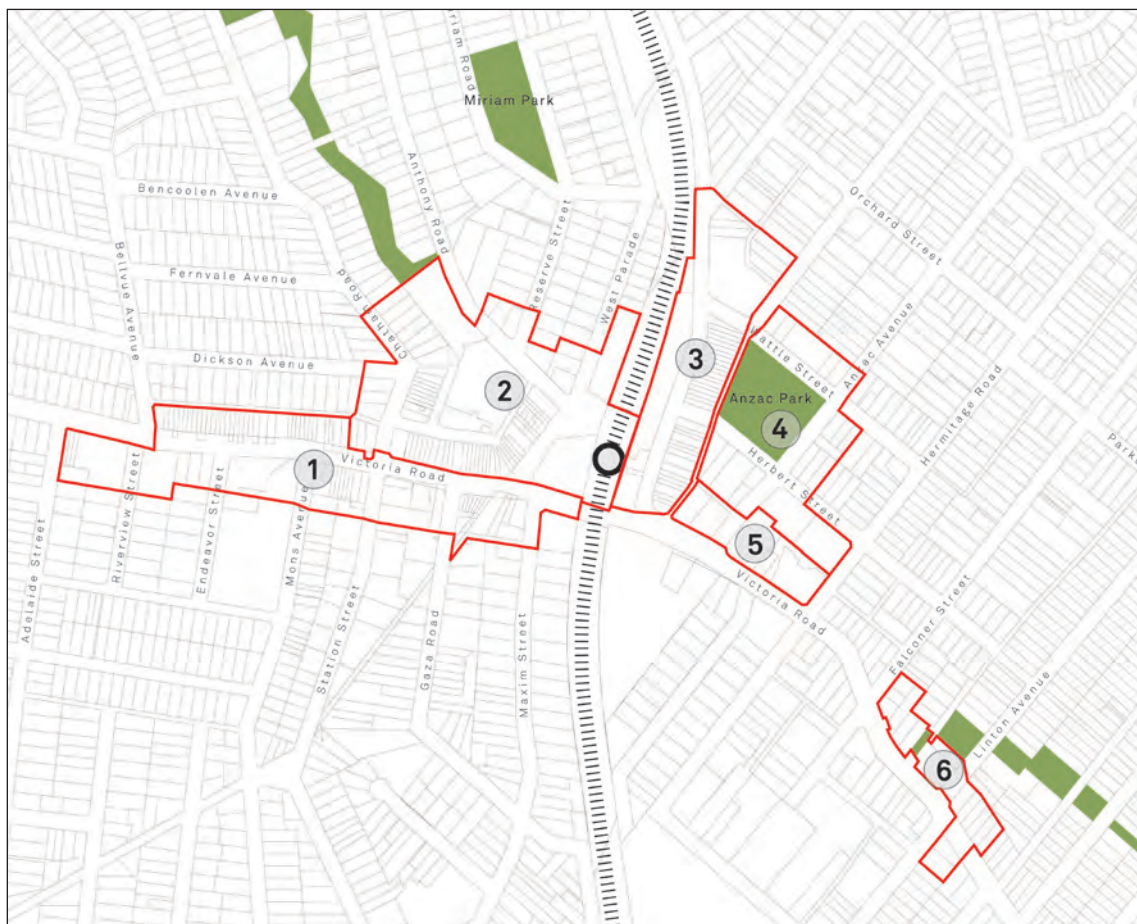 Miriam Road
Miriam Park
Anthony Road
Bencoolen Avenue
Orchard Street
Reserve Street
West Parade
Bellvue Avenue
Fernvale Avenue
Chatham Road
Wattle Street
Anzac Avenue
Dickson Avenue
3
2
Anzac Park
4
Hermitage Road
Herbert Street
1
Victoria Road
5
Riverview Street
Endeavor Street
Mons Avenue
Adelaide Street
Station Street
Gaza Road
Maxim Street
Victoria Road
Falconer Street
Linton Avenue
6